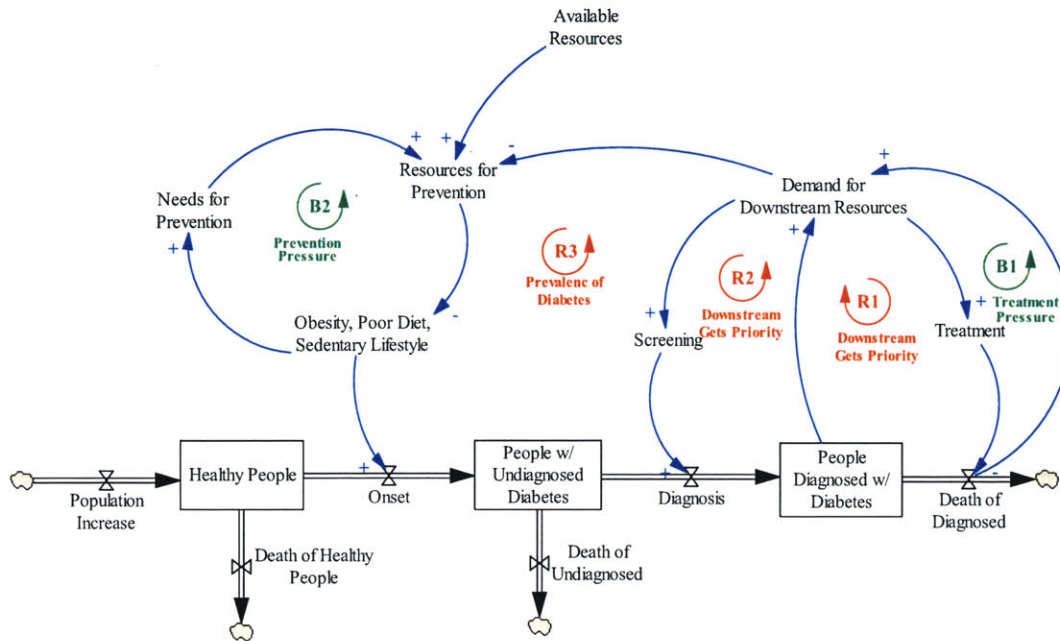 Available
Resources
+
+
-
+
Resources for
Prevention
Needs for
Prevention
Demand for
Downstream Resources
B2
Prevention
Pressure
+
+
R3
Prevalenc of
Diabetes
R2
Downstream
Gets Priority
R1
Downstream
Gets Priority
B1
Treatment
Pressure
Obesity, Poor Diet,
Sedentary Lifestyle
-
+
Screening
+
Treatment
Healthy People
+
Onset
People w/
Undiagnosed
Diabetes
+
Diagnosis
People
Diagnosed w/
Diabetes
-
Death of
Diagnosed
Population
Increase
Death of Healthy
People
Death of
Undiagnosed